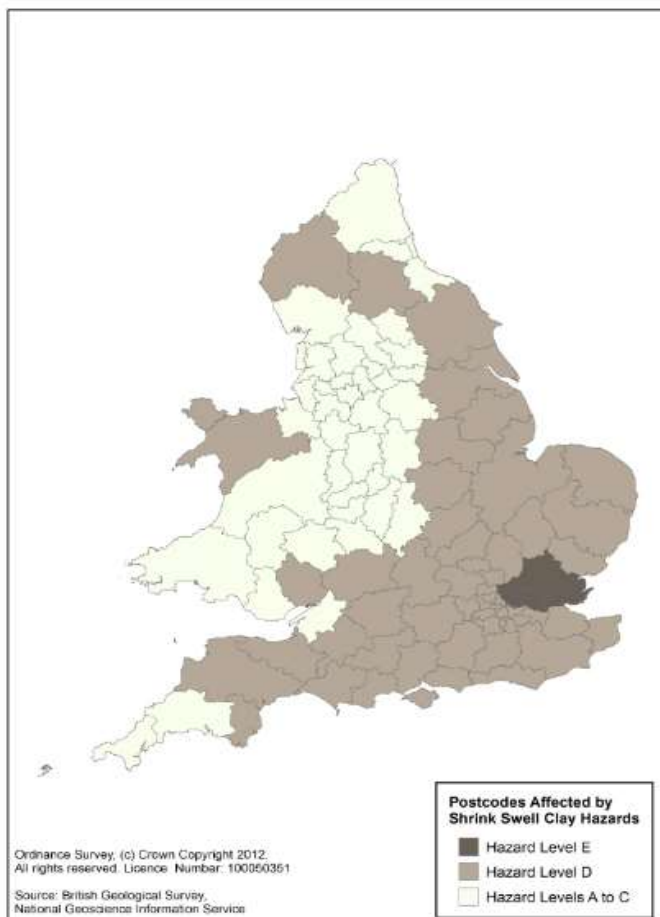 Postcodes Affected by
Shrink Swell Clay Hazards
Hazard Level E
Hazard Level D
Hazard Levels A to C
Ordnance Survey, (c) Crown Copyright 2012.
All rights reserved. Licence Number: 100050351
Source: British Geological Survey,
National Geoscience Information Service